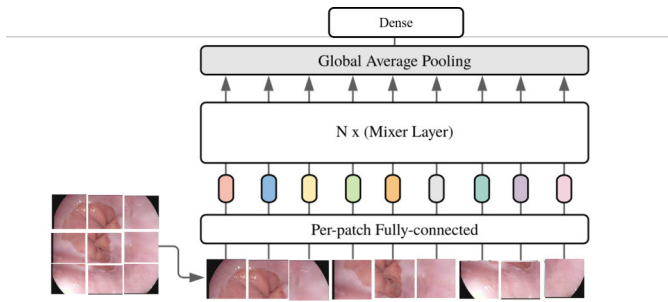 Dense
Global Average Pooling
N x (Mixer Layer)
Per-patch Fully-connected